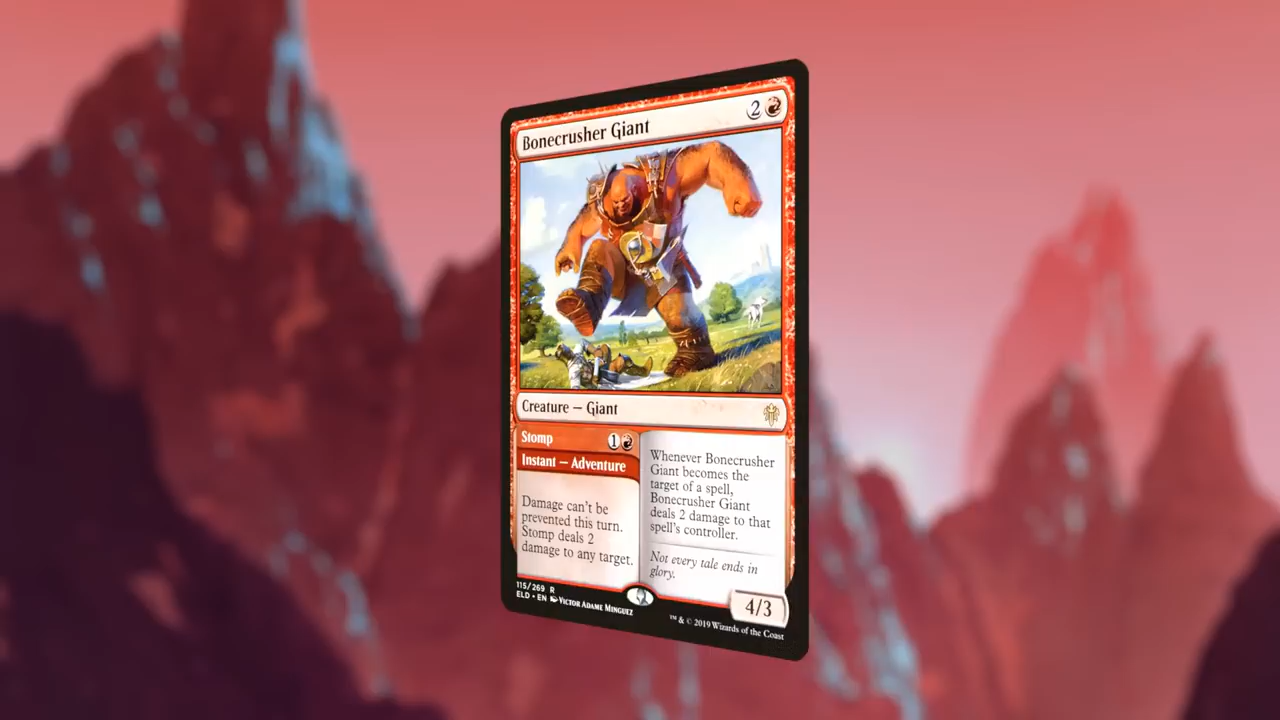 Bonecrusher Giant 2
Creature — Giant
Stomp 1
Instant — Adventure
Damage can't be
prevented this turn.
Stomp deals 2
damage to any target.
Whenever Bonecrusher
Giant becomes the
target of a spell,
Bonecrusher Giant
deals 2 damage to that
spell's controller.
Not every tale ends in
glory.
4/3
115/269 R
ELD • EN Victor Adame Minguez
™ & © 2019 Wizards of the Coast